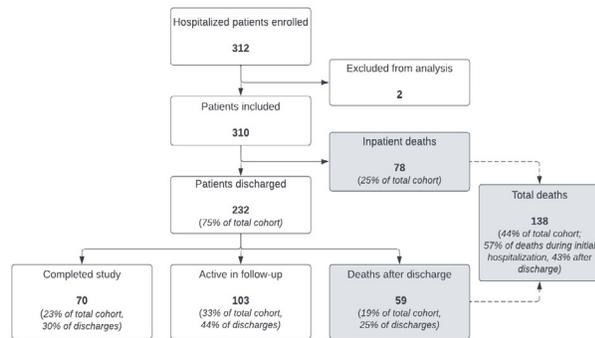 Hospitalized patients enrolled
312
Excluded from analysis
2
Patients included
310
Inpatient deaths
78
(25% of total cohort)
Patients discharged
232
(75% of total cohort)
Total deaths
138
(44% of total cohort;
57% of deaths during initial
hospitalization, 43% after
discharge)
Completed study
70
(23% of total cohort,
30% of discharges)
Active in follow-up
103
(33% of total cohort,
44% of discharges)
Deaths after discharge
59
(19% of total cohort,
25% of discharges)